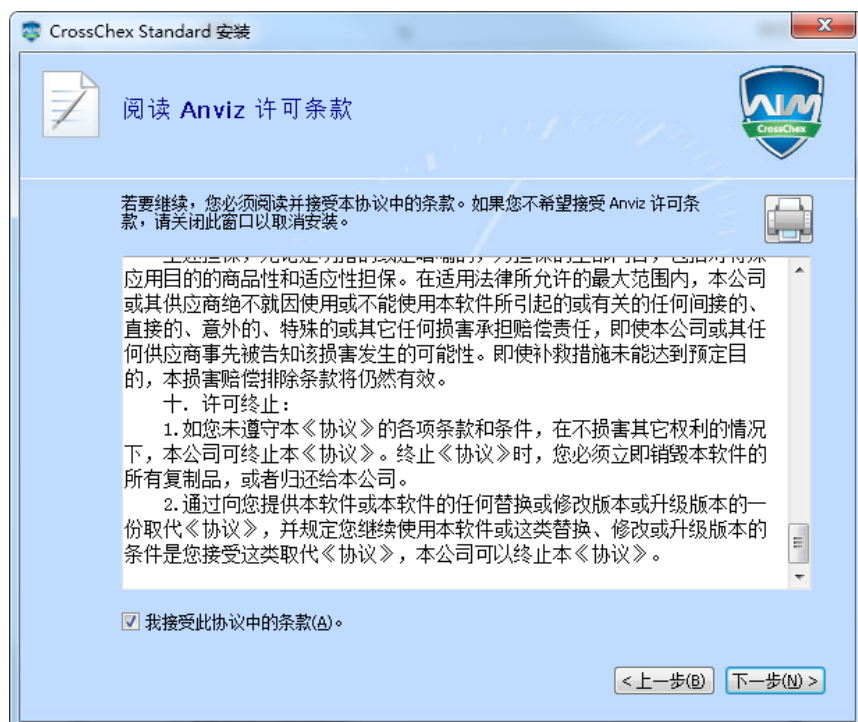 CrossChex Standard 安装
阅读 Anviz 许可条款
AIM
CrossChex
若要继续，您必须阅读并接受本协议中的条款。如果您不希望接受 Anviz 许可条
款，请关闭此窗口以取消安装。
应用目的的商品性和适应性担保。在适用法律所允许的最大范围内，本公司
或其供应商绝不就因使用或不能使用本软件所引起的或有关的任何间接的、
直接的、意外的、特殊的或其它任何损害承担赔偿责任，即使本公司或其任
何供应商事先被告知该损害发生的可能性。即使补救措施未能达到预定目
的，本损害赔偿排除条款将仍然有效。
十．许可终止：
1.如您未遵守本《协议》的各项条款和条件，在不损害其它权利的情况
下，本公司可终止本《协议》。终止《协议》时，您必须立即销毁本软件的
所有复制品，或者归还给本公司。
2.通过向您提供本软件或本软件的任何替换或修改版本或升级版本的一
份取代《协议》，并规定您继续使用本软件或这类替换、修改或升级版本的
条件是您接受这类取代《协议》，本公司可以终止本《协议》。
我接受此协议中的条款(A)。
<上一步(B)
下一步(N) >